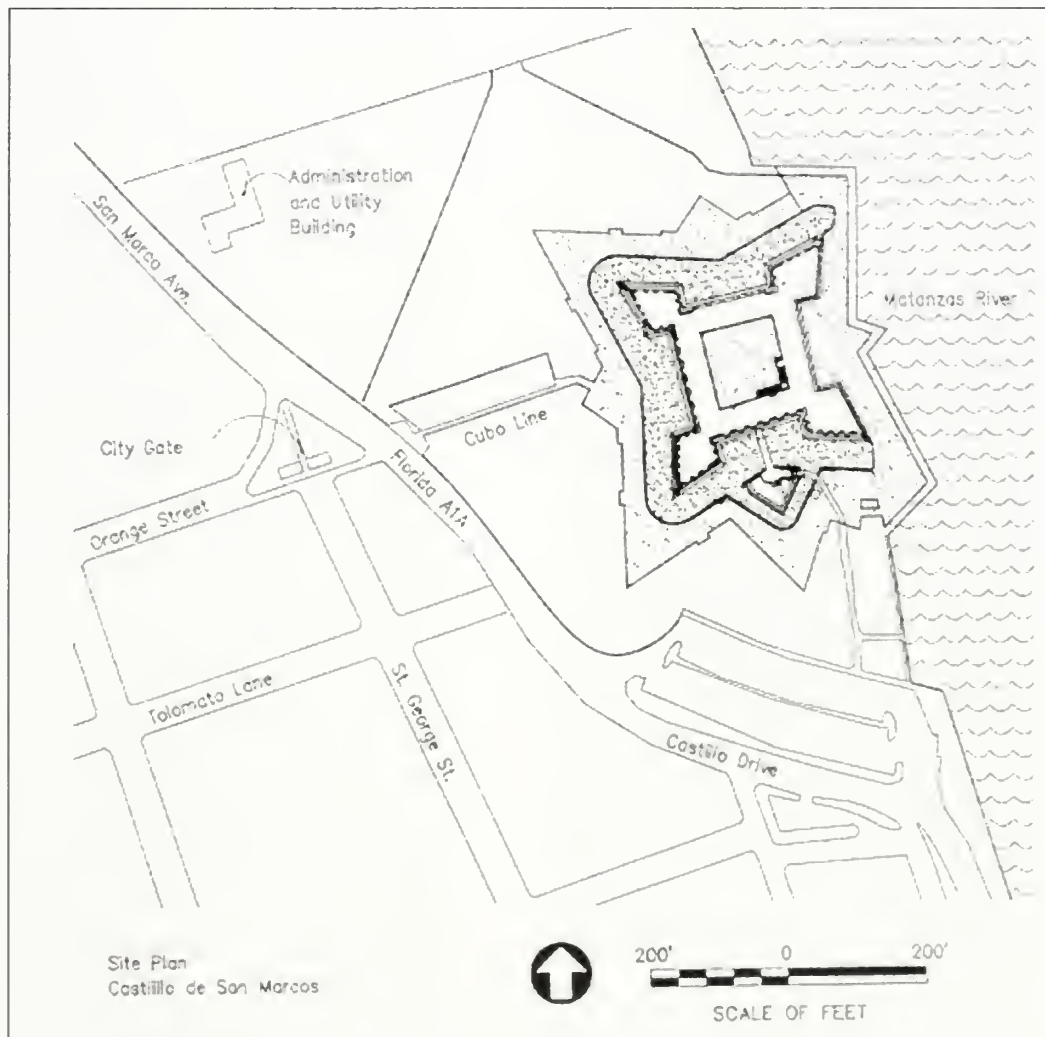 Administration
and Utility
Building
San Marco Ave.
Matanzas River
City Gate
Cubo Line
Florida A1A
Orange Street
Tolomato Lane
St. George St.
Castillo Drive
Site Plan
Castillo de San Marcos
200' 0 200'
SCALE OF FEET